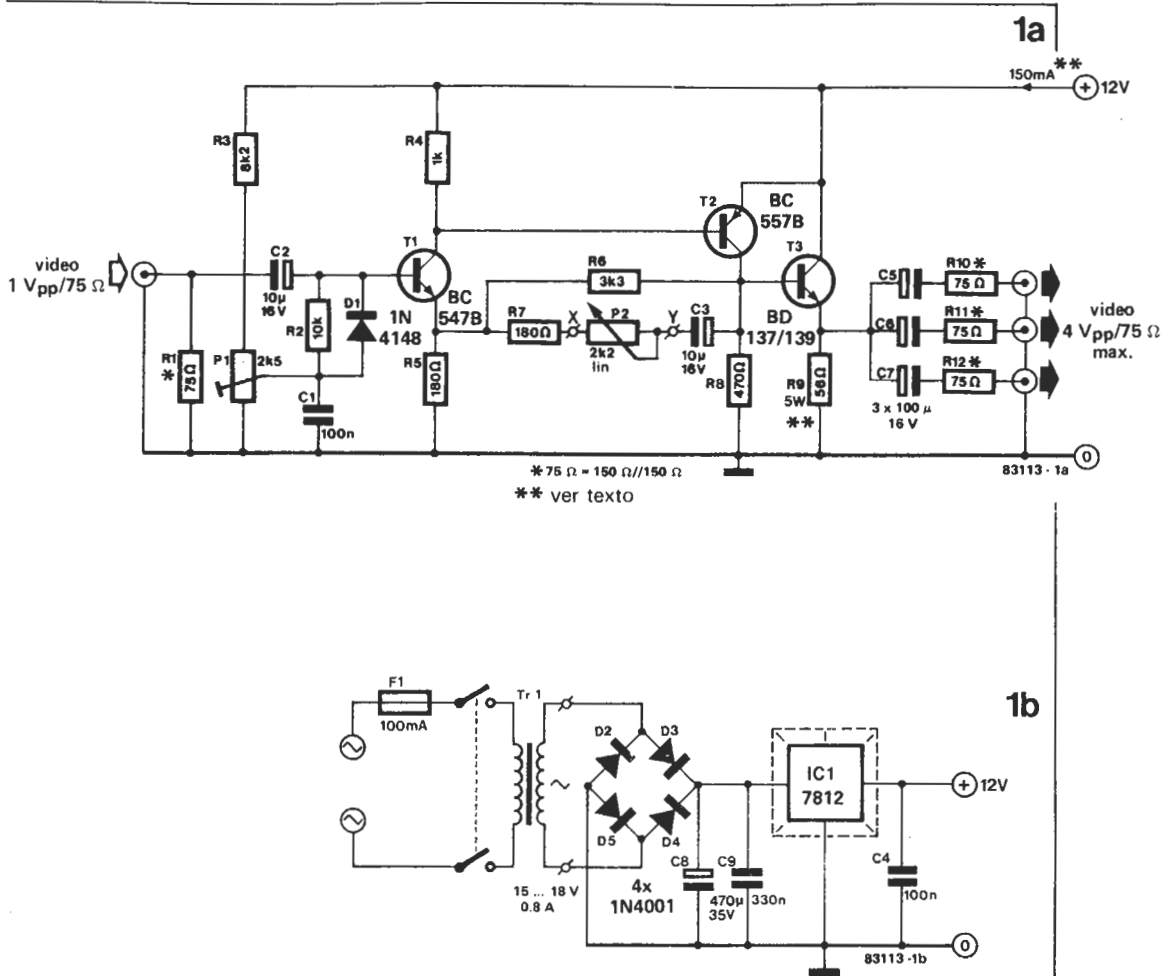 1a
**
150mA
12V
R3
8k2
R4
1k
T2
BC
557B
T1
T3
video
1 Vpp/75 Ω
C2
10µ
16V
R2
10k
D1
1N
4148
BC
547B
R6
3k3
R7
180Ω
X
P2
2k2
lin
Y
C3
10µ
16V
BD
137/139
C5
R10*
75Ω
C6
R11*
75Ω
C7
R12*
75Ω
3 x 100 µ
16 V
video
4 Vpp/75 Ω
max.
R1
*
75Ω
P1
2k5
C1
100n
R5
180Ω
R8
470Ω
R9
5W
56Ω
**
0
* 75 Ω = 150 Ω//150 Ω
** ver texto
83113 - 1a
1b
F1
100mA
Tr 1
15 ... 18 V
0.8 A
D2
D3
D5
D4
4x
1N4001
C8
470µ
35V
C9
330n
IC1
7812
C4
100n
12V
0
83113 - 1b